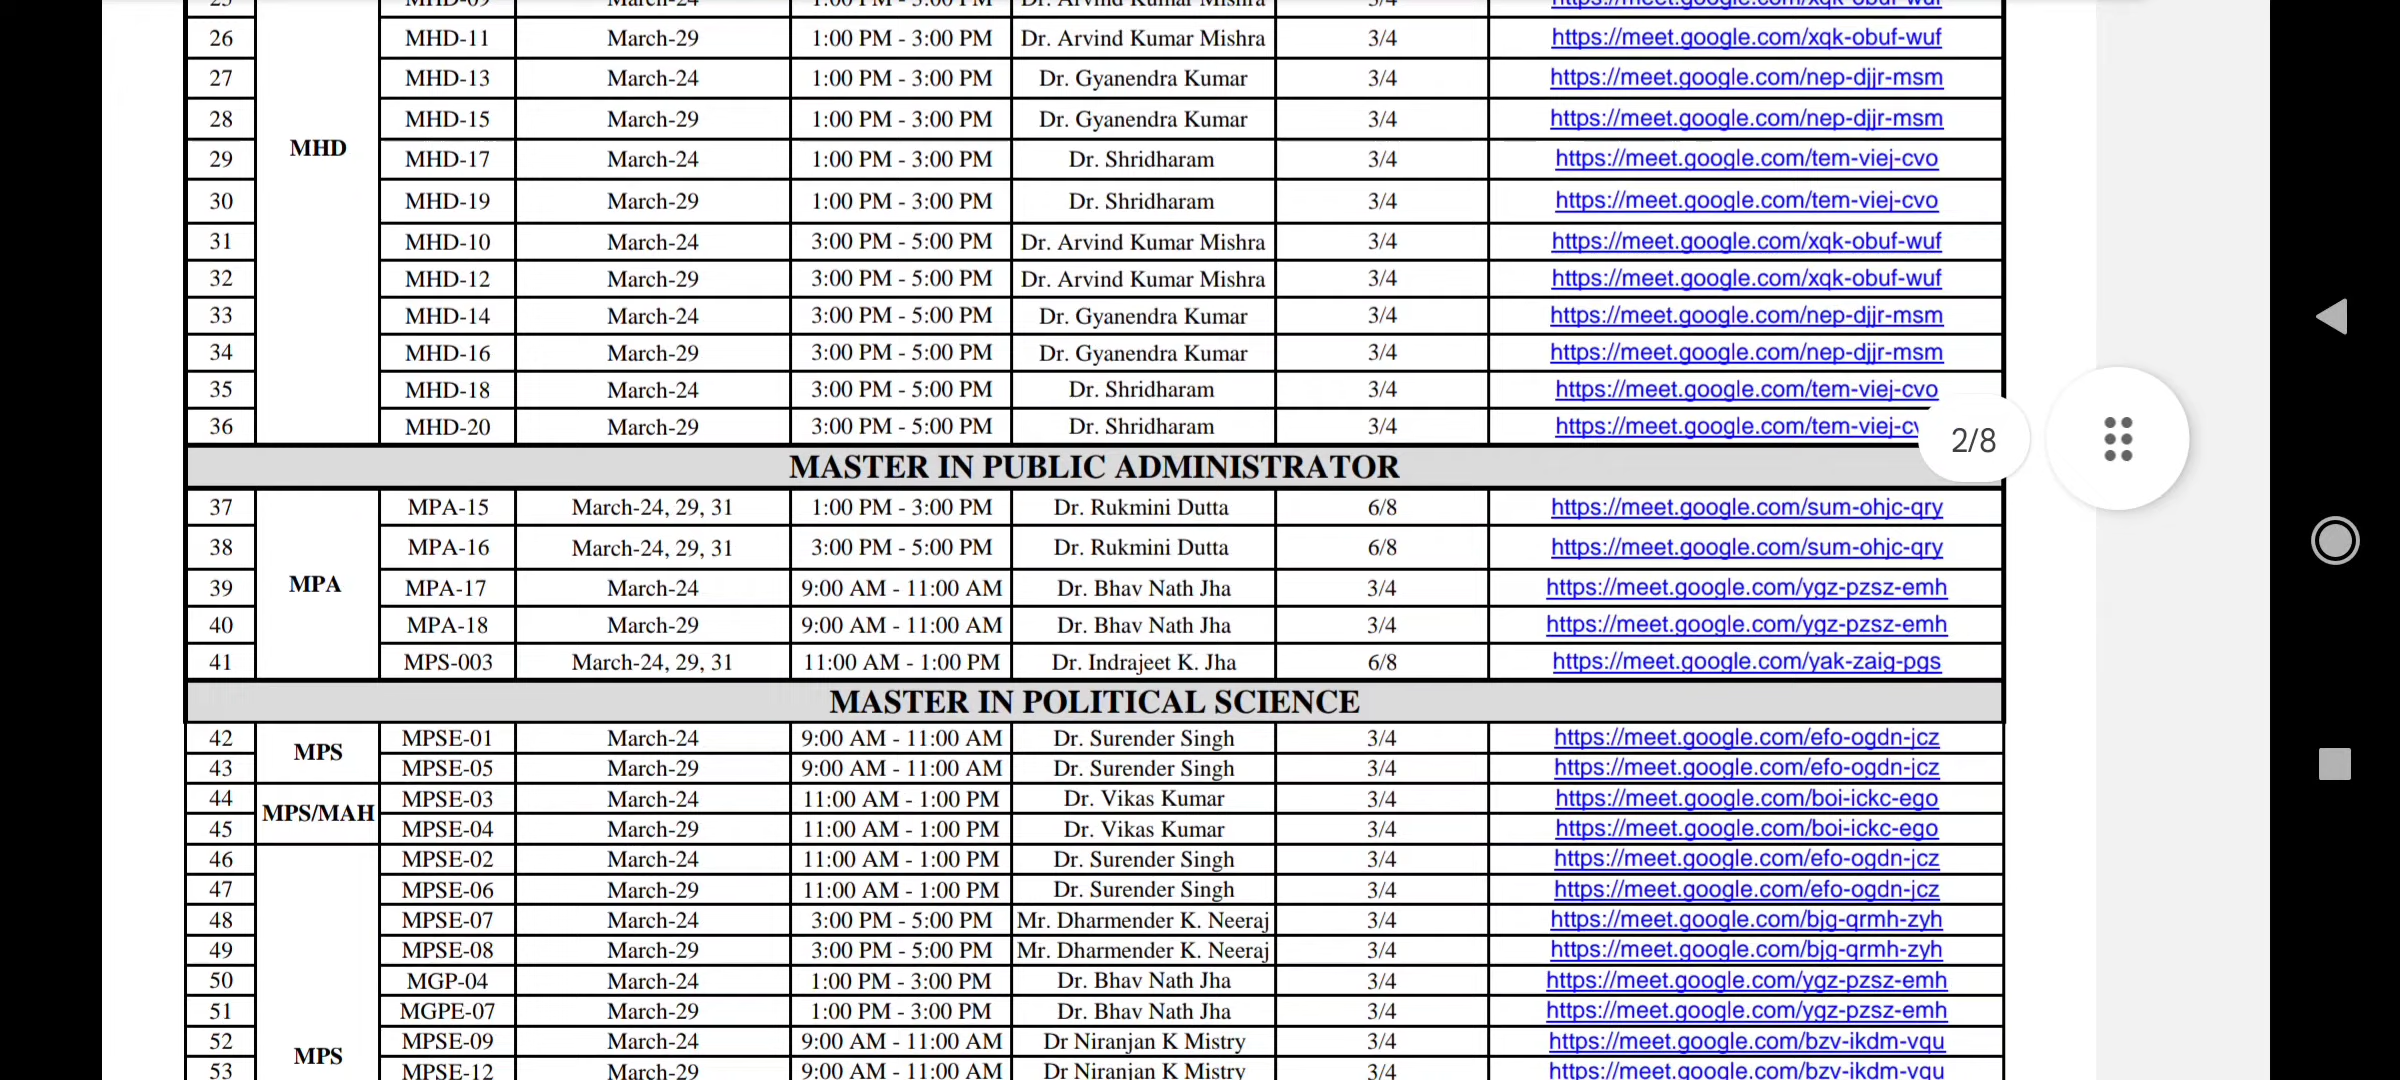 25 MHD-09 March-24 1:00 PM - 3:00 PM Dr. Arvind Kumar Mishra 3/4 https://meet.google.com/xqk-obuf-wuf
26 MHD-11 March-29 1:00 PM - 3:00 PM Dr. Arvind Kumar Mishra 3/4 https://meet.google.com/xqk-obuf-wuf
27 MHD-13 March-24 1:00 PM - 3:00 PM Dr. Gyanendra Kumar 3/4 https://meet.google.com/nep-djjr-msm
28 MHD-15 March-29 1:00 PM - 3:00 PM Dr. Gyanendra Kumar 3/4 https://meet.google.com/nep-djjr-msm
MHD
29 MHD-17 March-24 1:00 PM - 3:00 PM Dr. Shridharam 3/4 https://meet.google.com/tem-viej-cvo
30 MHD-19 March-29 1:00 PM - 3:00 PM Dr. Shridharam 3/4 https://meet.google.com/tem-viej-cvo
31 MHD-10 March-24 3:00 PM - 5:00 PM Dr. Arvind Kumar Mishra 3/4 https://meet.google.com/xqk-obuf-wuf
32 MHD-12 March-29 3:00 PM - 5:00 PM Dr. Arvind Kumar Mishra 3/4 https://meet.google.com/xqk-obuf-wuf
33 MHD-14 March-24 3:00 PM - 5:00 PM Dr. Gyanendra Kumar 3/4 https://meet.google.com/nep-djjr-msm
34 MHD-16 March-29 3:00 PM - 5:00 PM Dr. Gyanendra Kumar 3/4 https://meet.google.com/nep-djjr-msm
35 MHD-18 March-24 3:00 PM - 5:00 PM Dr. Shridharam 3/4 https://meet.google.com/tem-viej-cvo
36 MHD-20 March-29 3:00 PM - 5:00 PM Dr. Shridharam 3/4 https://meet.google.com/tem-viej-cv
2/8
MASTER IN PUBLIC ADMINISTRATOR
37 MPA-15 March-24, 29, 31 1:00 PM - 3:00 PM Dr. Rukmini Dutta 6/8 https://meet.google.com/sum-ohjc-qry
38 MPA-16 March-24, 29, 31 3:00 PM - 5:00 PM Dr. Rukmini Dutta 6/8 https://meet.google.com/sum-ohjc-qry
39 MPA MPA-17 March-24 9:00 AM - 11:00 AM Dr. Bhav Nath Jha 3/4 https://meet.google.com/ygz-pzsz-emh
40 MPA-18 March-29 9:00 AM - 11:00 AM Dr. Bhav Nath Jha 3/4 https://meet.google.com/ygz-pzsz-emh
41 MPS-003 March-24, 29, 31 11:00 AM - 1:00 PM Dr. Indrajeet K. Jha 6/8 https://meet.google.com/yak-zaig-pgs
MASTER IN POLITICAL SCIENCE
42 MPSE-01 March-24 9:00 AM - 11:00 AM Dr. Surender Singh 3/4 https://meet.google.com/efo-ogdn-jcz
MPS
43 MPSE-05 March-29 9:00 AM - 11:00 AM Dr. Surender Singh 3/4 https://meet.google.com/efo-ogdn-jcz
44 MPSE-03 March-24 11:00 AM - 1:00 PM Dr. Vikas Kumar 3/4 https://meet.google.com/boi-ickc-ego
MPS/MAH
45 MPSE-04 March-29 11:00 AM - 1:00 PM Dr. Vikas Kumar 3/4 https://meet.google.com/boi-ickc-ego
46 MPSE-02 March-24 11:00 AM - 1:00 PM Dr. Surender Singh 3/4 https://meet.google.com/efo-ogdn-jcz
47 MPSE-06 March-29 11:00 AM - 1:00 PM Dr. Surender Singh 3/4 https://meet.google.com/efo-ogdn-jcz
48 MPSE-07 March-24 3:00 PM - 5:00 PM Mr. Dharmender K. Neeraj 3/4 https://meet.google.com/bjg-qrmh-zyh
49 MPSE-08 March-29 3:00 PM - 5:00 PM Mr. Dharmender K. Neeraj 3/4 https://meet.google.com/bjg-qrmh-zyh
50 MGP-04 March-24 1:00 PM - 3:00 PM Dr. Bhav Nath Jha 3/4 https://meet.google.com/ygz-pzsz-emh
51 MGPE-07 March-29 1:00 PM - 3:00 PM Dr. Bhav Nath Jha 3/4 https://meet.google.com/ygz-pzsz-emh
52 MPSE-09 March-24 9:00 AM - 11:00 AM Dr Niranjan K Mistry 3/4 https://meet.google.com/bzv-ikdm-vqu
MPS
53 MPSE-12 March-29 9:00 AM - 11:00 AM Dr Niranjan K Mistry 3/4 https://meet.google.com/bzv-ikdm-vqu